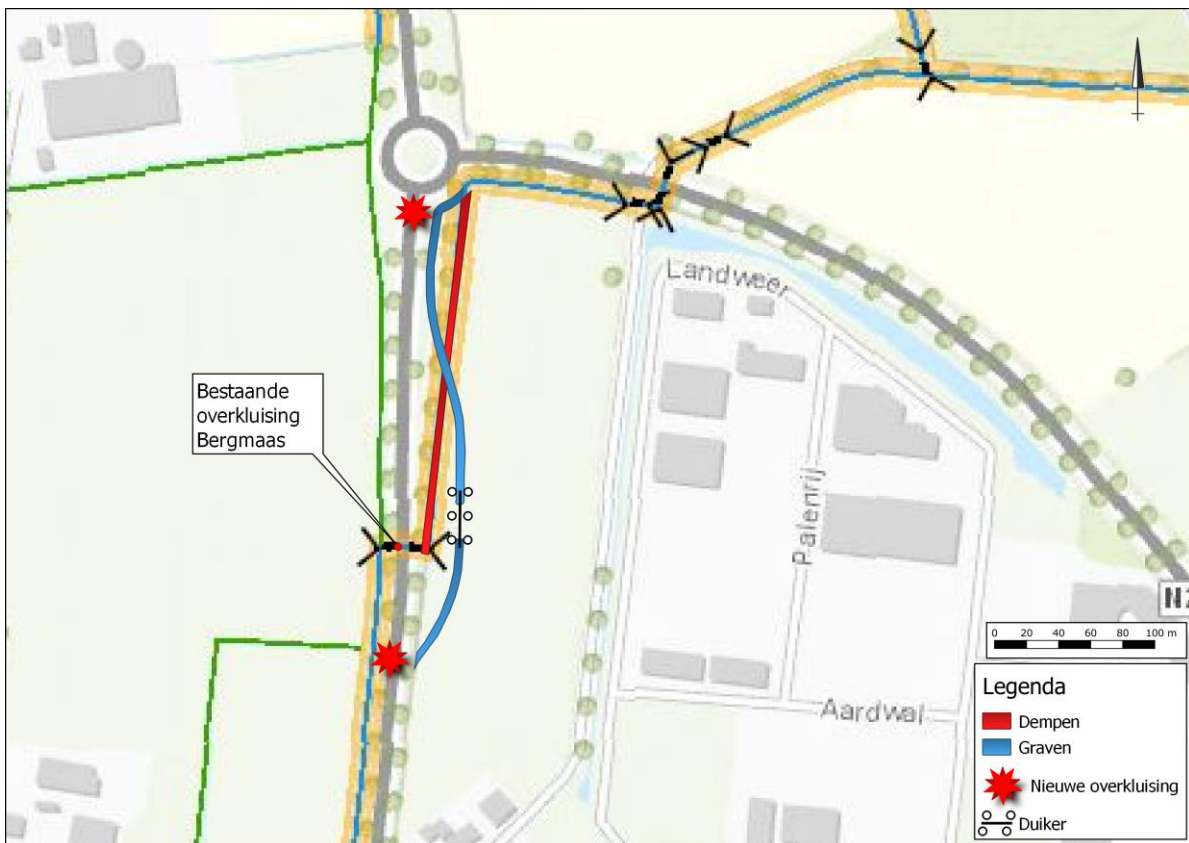 Landweer
Bestaande
overkluising
Bergmaas
Palenrij
Aardwal
0 20 40 60 80 100 m
Legenda
Dempen
Graven
Nieuwe overkluising
Duiker